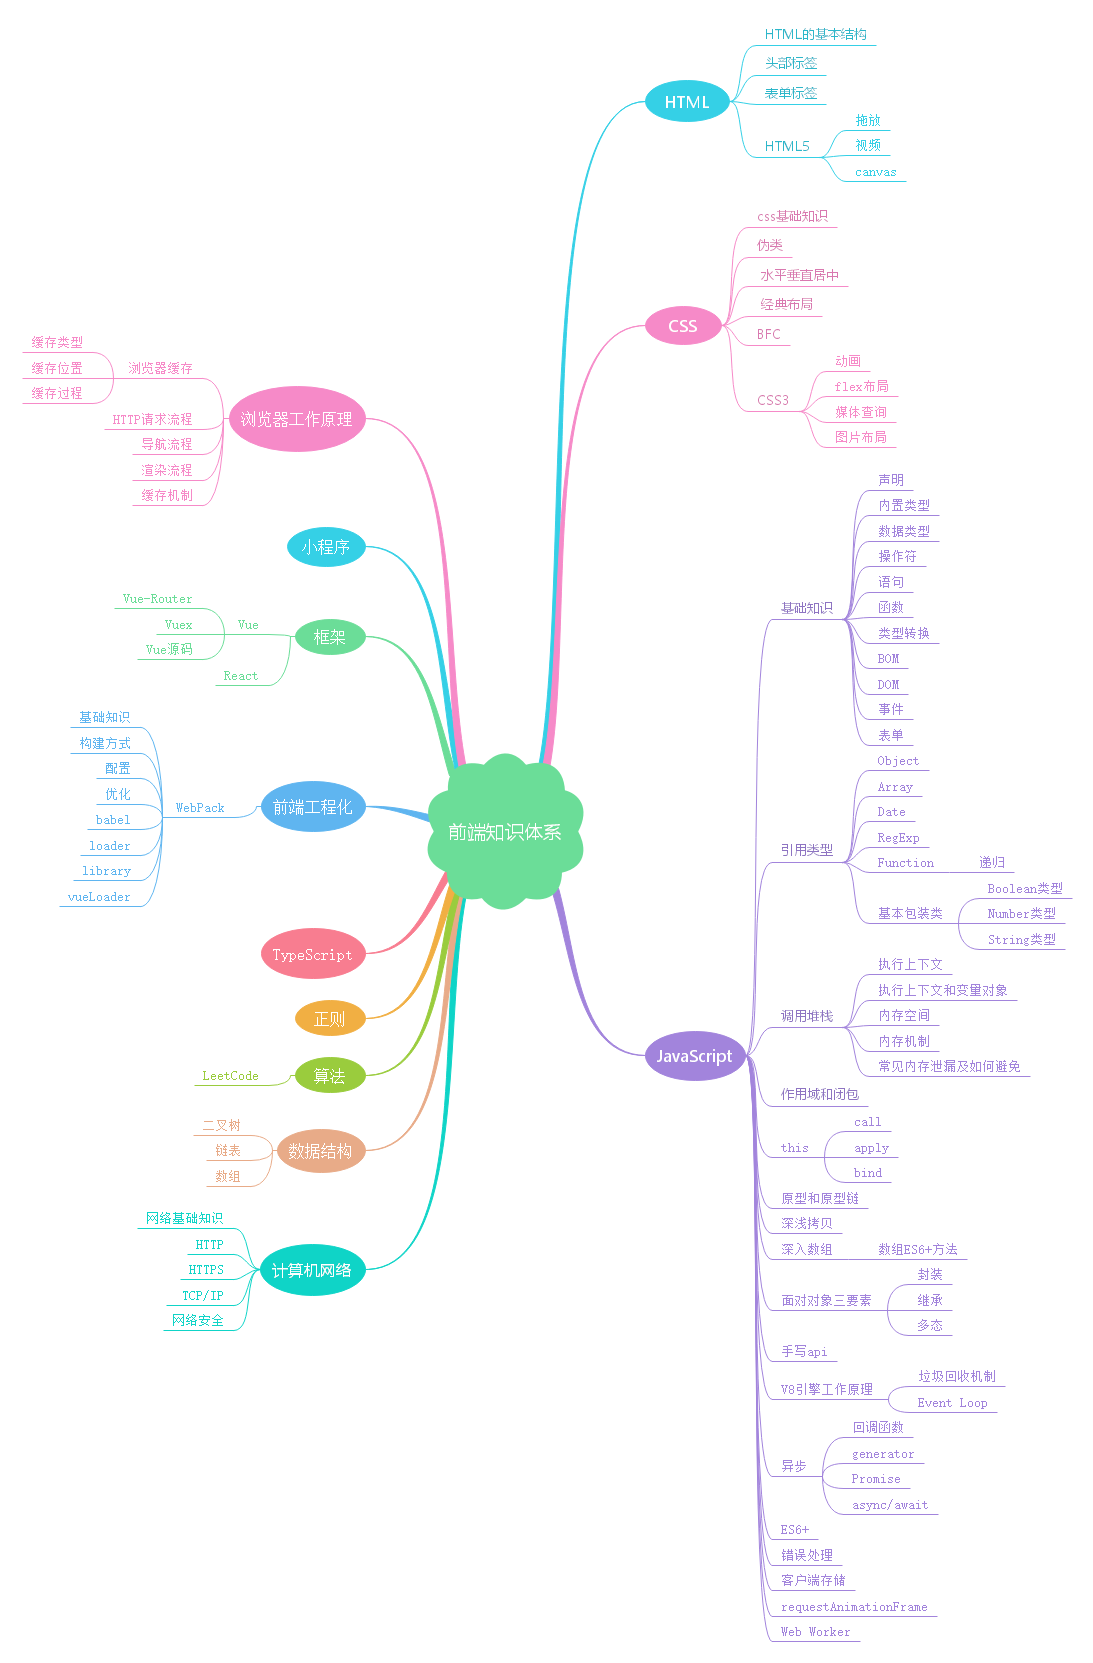 前端知识体系
HTML
HTML的基本结构
头部标签
表单标签
HTML5
拖放
视频
canvas
CSS
css基础知识
伪类
水平垂直居中
经典布局
BFC
CSS3
动画
flex布局
媒体查询
图片布局
JavaScript
基础知识
声明
内置类型
数据类型
操作符
语句
函数
类型转换
BOM
DOM
事件
表单
引用类型
Object
Array
Date
RegExp
Function
递归
基本包装类
Boolean类型
Number类型
String类型
调用堆栈
执行上下文
执行上下文和变量对象
内存空间
内存机制
常见内存泄漏及如何避免
作用域和闭包
this
call
apply
bind
原型和原型链
深浅拷贝
深入数组
数组ES6+方法
面对对象三要素
封装
继承
多态
手写api
V8引擎工作原理
垃圾回收机制
Event Loop
异步
回调函数
generator
Promise
async/await
ES6+
错误处理
客户端存储
requestAnimationFrame
Web Worker
浏览器工作原理
浏览器缓存
缓存类型
缓存位置
缓存过程
HTTP请求流程
导航流程
渲染流程
缓存机制
小程序
框架
Vue
Vue-Router
Vuex
Vue源码
React
前端工程化
WebPack
基础知识
构建方式
配置
优化
babel
loader
library
vueLoader
TypeScript
正则
算法
LeetCode
数据结构
二叉树
链表
数组
计算机网络
网络基础知识
HTTP
HTTPS
TCP/IP
网络安全